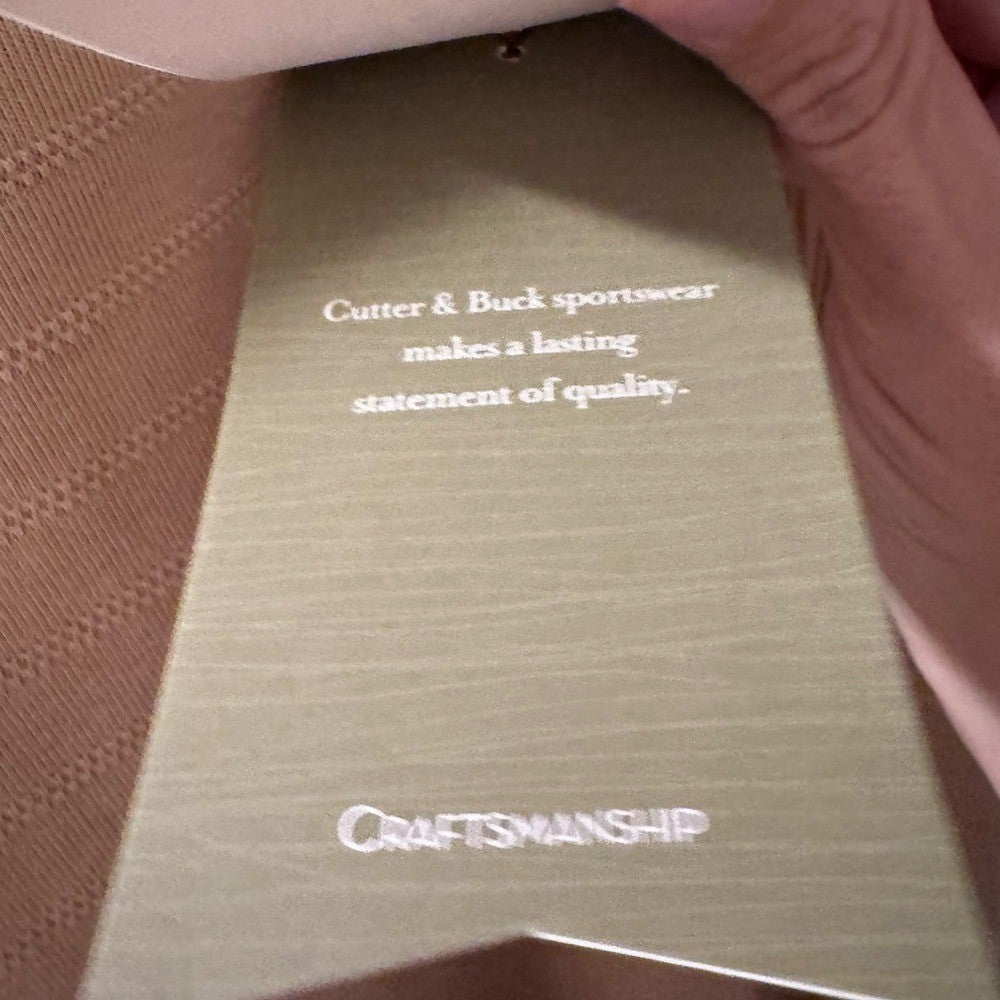 Cutter & Buck sportswear
makes a lasting
statement of quality.
CRAFTSMANSHIP